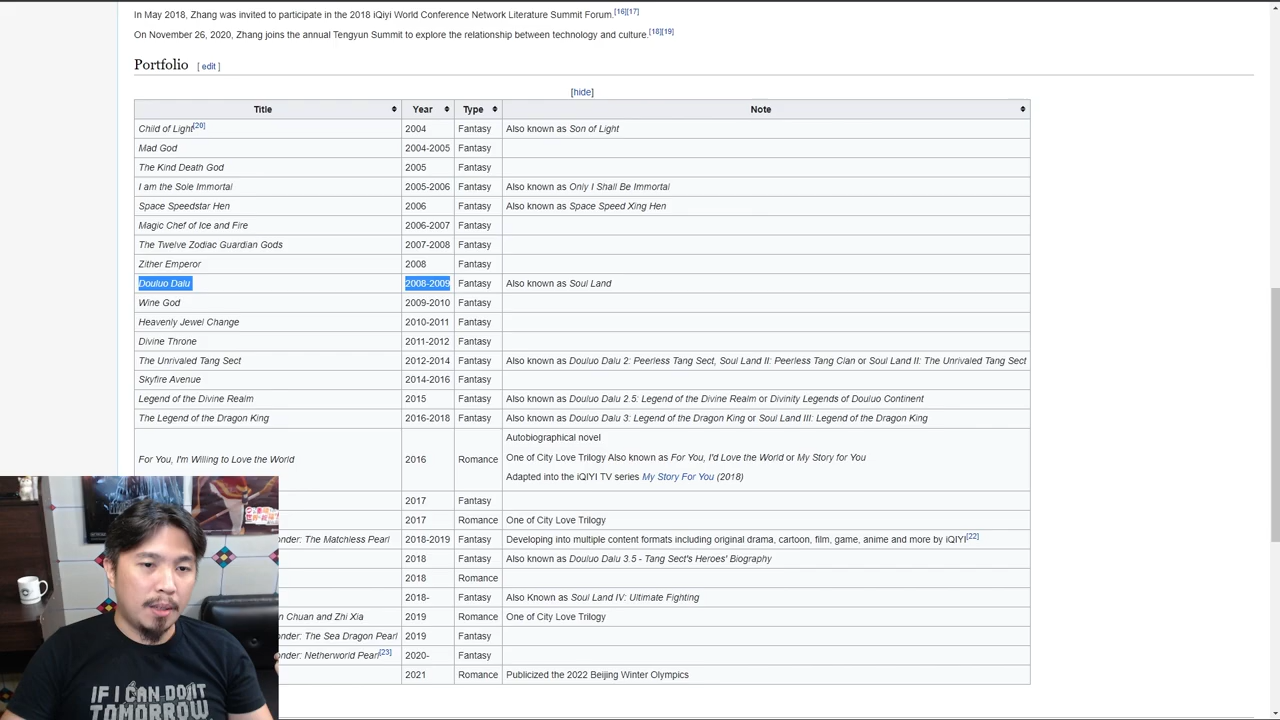 In May 2018, Zhang was invited to participate in the 2018 iQiyi World Conference Network Literature Summit Forum.[16][17]
On November 26, 2020, Zhang joins the annual Tengyun Summit to explore the relationship between technology and culture.[18][19]
Portfolio [ edit ]
[hide]
Title Year Type Note
Child of Light[20] 2004 Fantasy Also known as Son of Light
Mad God 2004-2005 Fantasy
The Kind Death God 2005 Fantasy
I am the Sole Immortal 2005-2006 Fantasy Also known as Only I Shall Be Immortal
Space Speedstar Hen 2006 Fantasy Also known as Space Speed Xing Hen
Magic Chef of Ice and Fire 2006-2007 Fantasy
The Twelve Zodiac Guardian Gods 2007-2008 Fantasy
Zither Emperor 2008 Fantasy
Douluo Dalu 2008-2009 Fantasy Also known as Soul Land
Wine God 2009-2010 Fantasy
Heavenly Jewel Change 2010-2011 Fantasy
Divine Throne 2011-2012 Fantasy
The Unrivaled Tang Sect 2012-2014 Fantasy Also known as Douluo Dalu 2: Peerless Tang Sect, Soul Land II: Peerless Tang Clan or Soul Land II: The Unrivaled Tang Sect
Skyfire Avenue 2014-2016 Fantasy
Legend of the Divine Realm 2015 Fantasy Also known as Douluo Dalu 2.5: Legend of the Divine Realm or Divinity Legends of Douluo Continent
The Legend of the Dragon King 2016-2018 Fantasy Also known as Douluo Dalu 3: Legend of the Dragon King or Soul Land III: Legend of the Dragon King
Autobiographical novel
For You, I'm Willing to Love the World 2016 Romance One of City Love Trilogy Also known as For You, I'd Love the World or My Story for You
Adapted into the iQIYI TV series My Story For You (2018)
2017 Fantasy
2017 Romance One of City Love Trilogy
nder: The Matchless Pearl 2018-2019 Fantasy Developing into multiple content formats including original drama, cartoon, film, game, anime and more by iQIYI[22]
2018 Fantasy Also known as Douluo Dalu 3.5 - Tang Sect's Heroes' Biography
2018 Romance
2018- Fantasy Also Known as Soul Land IV: Ultimate Fighting
n Chuan and Zhi Xia 2019 Romance One of City Love Trilogy
nder: The Sea Dragon Pearl 2019 Fantasy
nder: Netherworld Pearl[23] 2020- Fantasy
2021 Romance Publicized the 2022 Beijing Winter Olympics
IF I CAN DO IT
TOMORROW